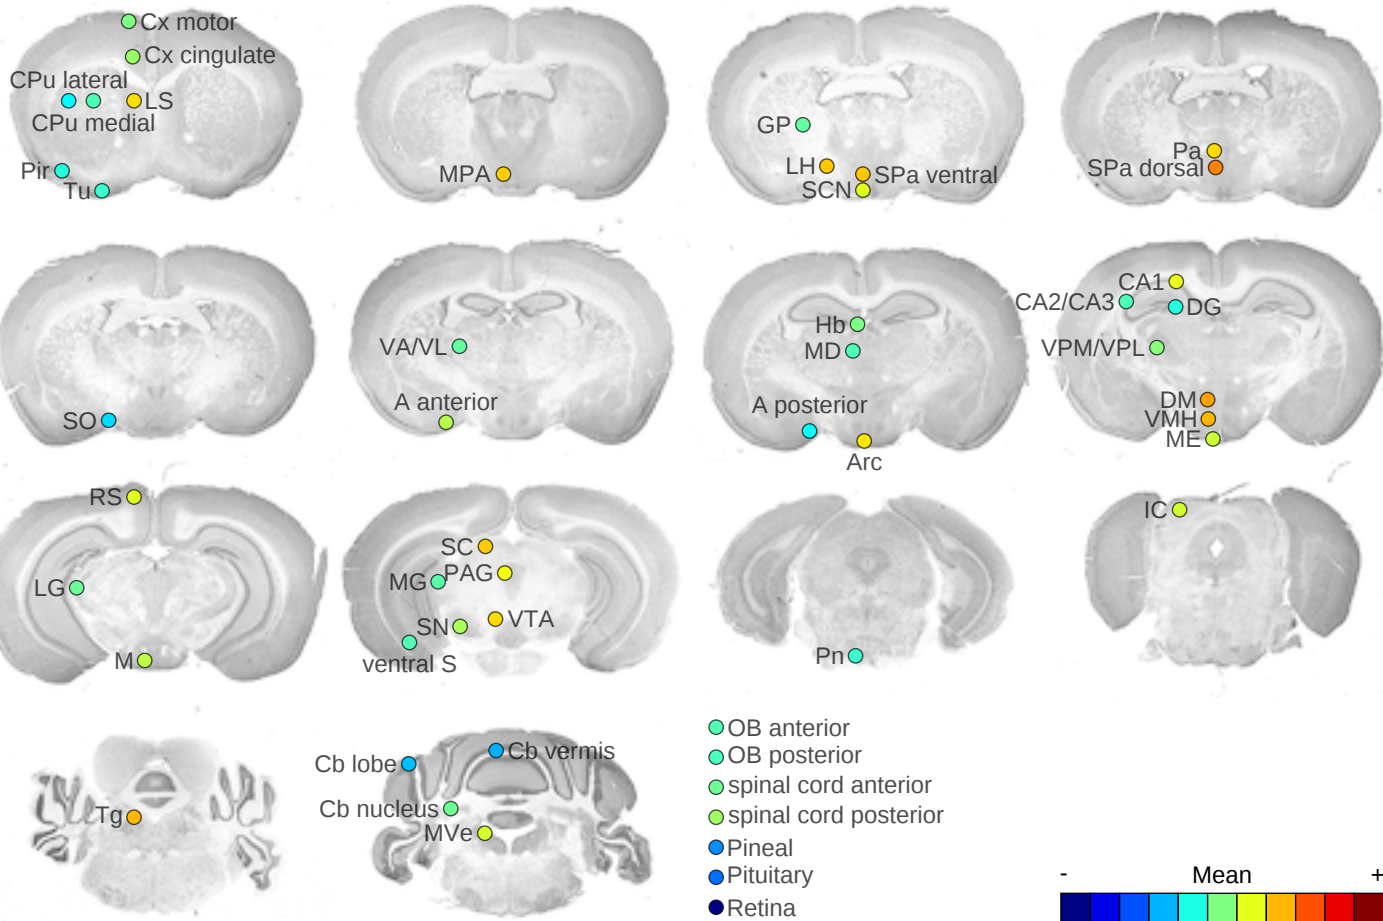 Cx motor
Cx cingulate
CPu lateral
LS
CPu medial
Pir
Tu
MPA
GP
LH
SPa ventral
SCN
Pa
SPa dorsal
SO
VA/VL
A anterior
Hb
MD
A posterior
Arc
CA1
CA2/CA3
DG
VPM/VPL
DM
VMH
ME
RS
LG
M
SC
PAG
MG
VTA
SN
ventral S
Pn
IC
Tg
Cb vermis
Cb lobe
Cb nucleus
MVe
OB anterior
OB posterior
spinal cord anterior
spinal cord posterior
Pineal
Pituitary
Retina
- Mean +